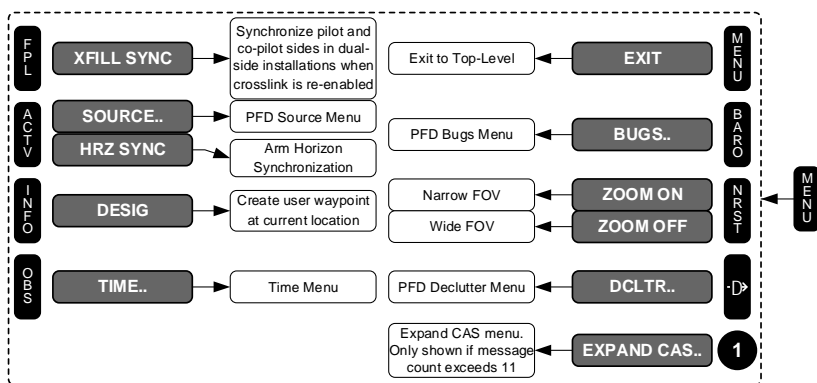 FPL
XFILL SYNC
Synchronize pilot and
co-pilot sides in dual-
side installations when
crosslink is re-enabled
Exit to Top-Level
EXIT
MENU
ACTV
SOURCE..
PFD Source Menu
HRZ SYNC
Arm Horizon
Synchronization
PFD Bugs Menu
BUGS..
BARO
INFO
DESIG
Create user waypoint
at current location
Narrow FOV
ZOOM ON
Wide FOV
ZOOM OFF
NRST
MENU
OBS
TIME..
Time Menu
PFD Declutter Menu
DCLTR..
D
Expand CAS menu.
Only shown if message
count exceeds 11
EXPAND CAS..
1